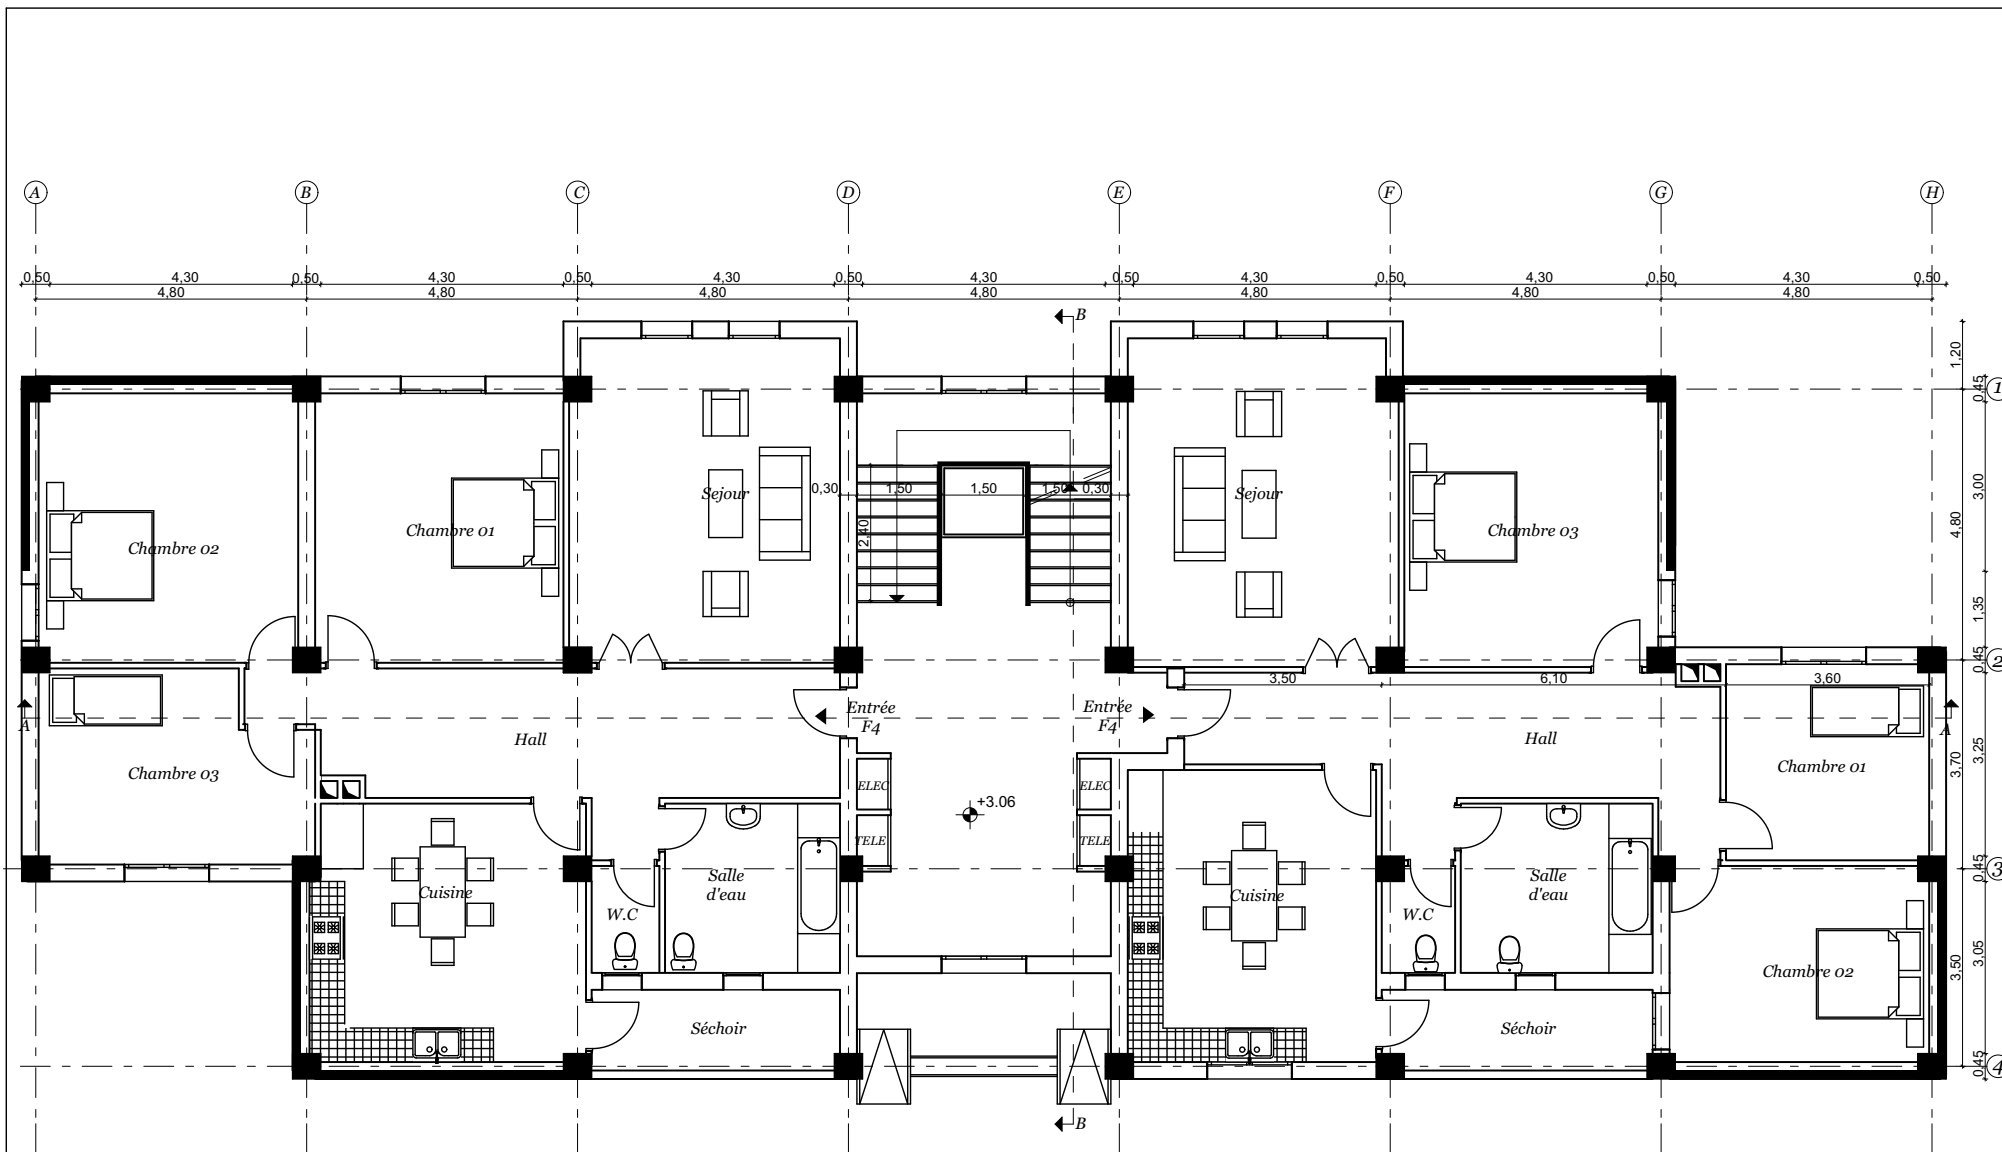 A B C D E F G H
0,50 4,30 0,50 4,30 0,50 4,30 0,50 4,30 0,50 4,30 0,50 4,30 0,50 4,30 0,50
4,80 4,80 4,80 4,80 4,80 4,80 4,80
B
1,20
0,45 1
Sejour 0,30 1,50 1,50 1,50 0,30 Sejour 3,00
Chambre 01 Chambre 03
2,40 4,80
Chambre 02
1,35
0,45 2
3,50 6,10 3,60
Entrée
F4
Entrée
F4
A A
Hall Hall
Chambre 03 Chambre 01
3,25
3,70
ELEC ELEC
+3.06
TELE TELE
0,45 3
Cuisine Salle
d'eau
Cuisine Salle
d'eau
W.C W.C
3,05
3,50
Chambre 02
Séchoir Séchoir
0,45 4
B